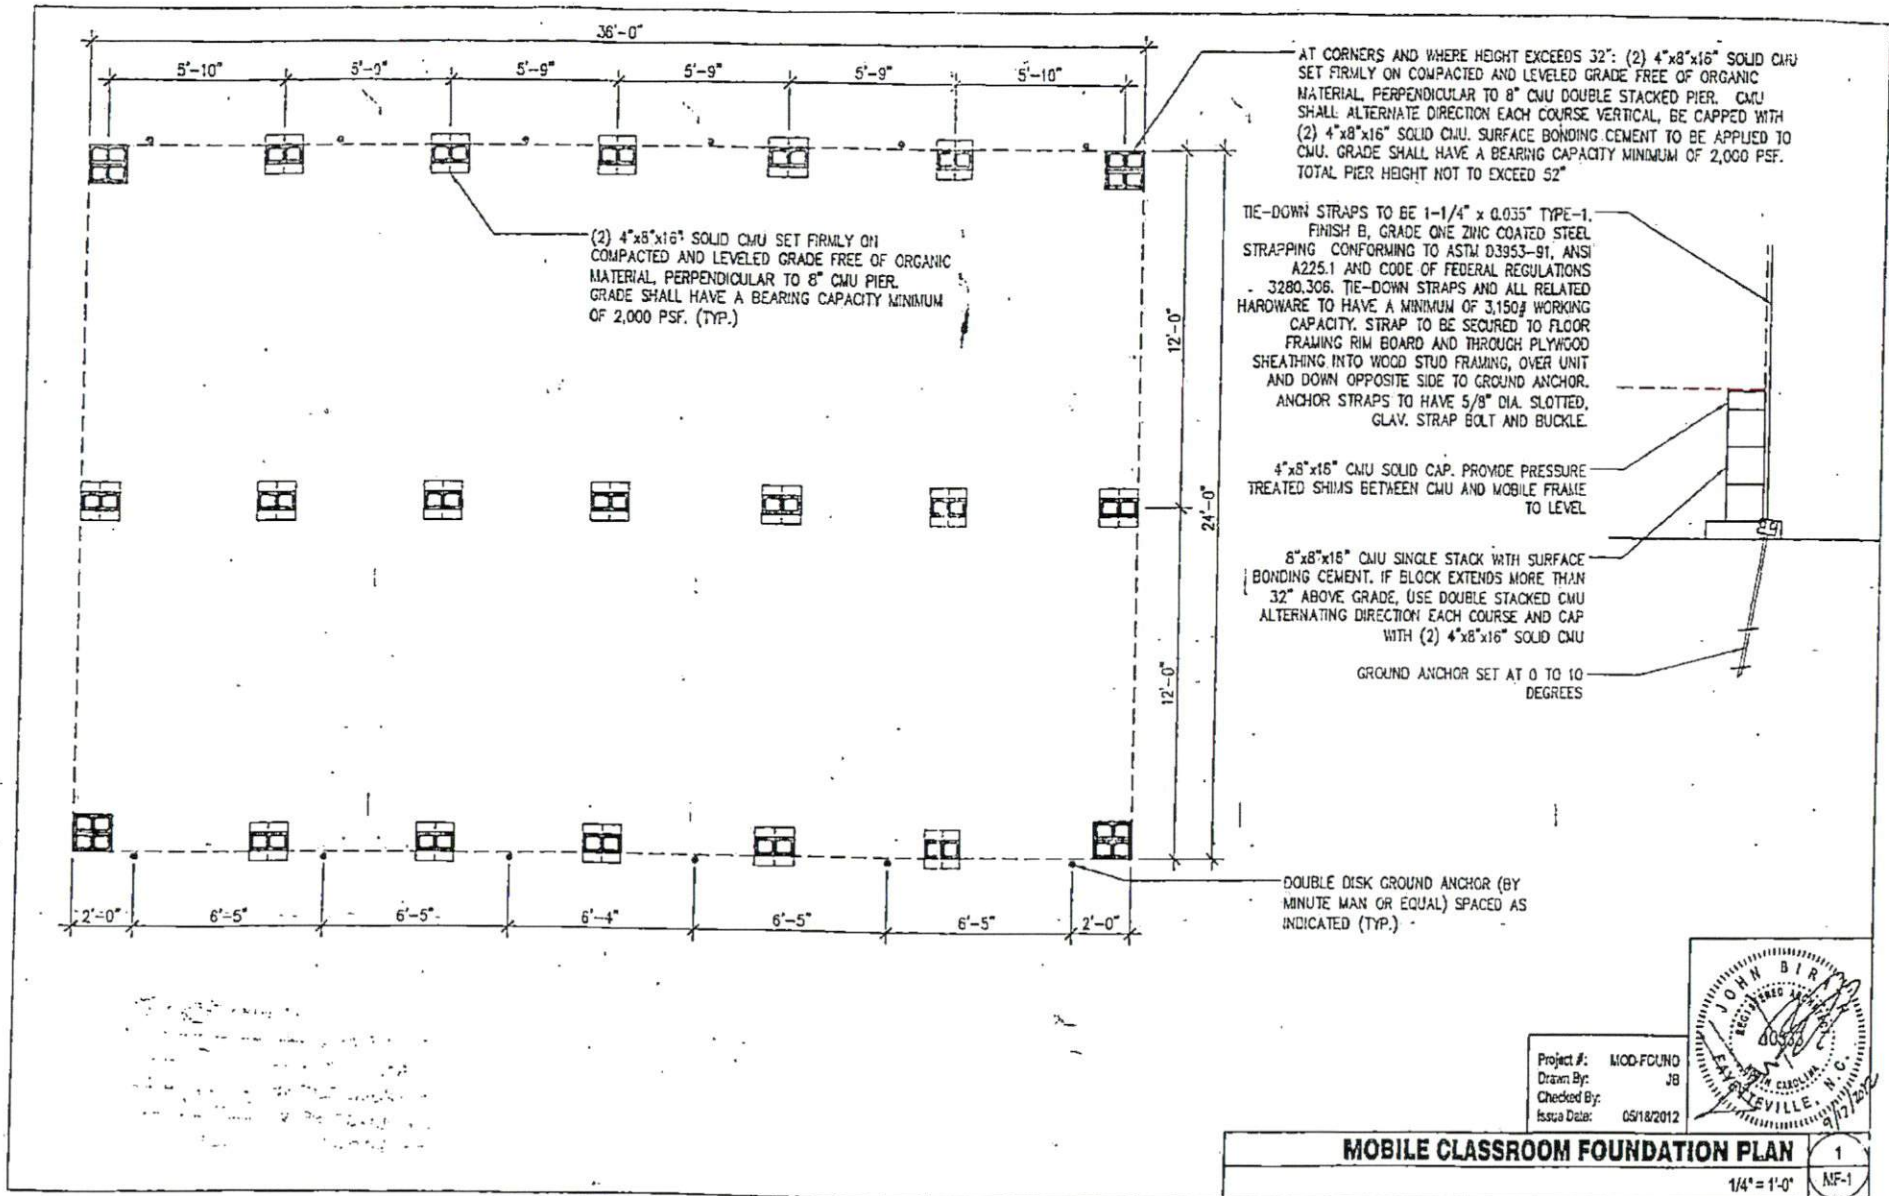 36'-0"
5'-10"
5'-9"
5'-9"
5'-9"
5'-9"
5'-10"
AT CORNERS AND WHERE HEIGHT EXCEEDS 32": (2) 4"x8"x16" SOLID CMU
SET FIRMLY ON COMPACTED AND LEVELED GRADE FREE OF ORGANIC
MATERIAL, PERPENDICULAR TO 8" CMU DOUBLE STACKED PIER. CMU
SHALL ALTERNATE DIRECTION EACH COURSE VERTICAL, BE CAPPED WITH
(2) 4"x8"x16" SOLID CMU. SURFACE BONDING CEMENT TO BE APPLIED TO
CMU. GRADE SHALL HAVE A BEARING CAPACITY MINIMUM OF 2,000 PSF.
TOTAL PIER HEIGHT NOT TO EXCEED 52"
(2) 4"x8"x16" SOLID CMU SET FIRMLY ON
COMPACTED AND LEVELED GRADE FREE OF ORGANIC
MATERIAL, PERPENDICULAR TO 8" CMU PIER.
GRADE SHALL HAVE A BEARING CAPACITY MINIMUM
OF 2,000 PSF. (TYP.)
TIE-DOWN STRAPS TO BE 1-1/4" x 0.035" TYPE-1,
FINISH B, GRADE ONE ZINC COATED STEEL
STRAPPING CONFORMING TO ASTM D3953-91, ANSI
A225.1 AND CODE OF FEDERAL REGULATIONS
3280.306. TIE-DOWN STRAPS AND ALL RELATED
HARDWARE TO HAVE A MINIMUM OF 3,150# WORKING
CAPACITY. STRAP TO BE SECURED TO FLOOR
FRAMING RIM BOARD AND THROUGH PLYWOOD
SHEATHING INTO WOOD STUD FRAMING, OVER UNIT
AND DOWN OPPOSITE SIDE TO GROUND ANCHOR.
ANCHOR STRAPS TO HAVE 5/8" DIA. SLOTTED,
GLAV. STRAP BOLT AND BUCKLE.
12'-0"
24'-0"
12'-0"
4"x8"x16" CMU SOLID CAP. PROVIDE PRESSURE
TREATED SHIMS BETWEEN CMU AND MOBILE FRAME
TO LEVEL
8"x8"x16" CMU SINGLE STACK WITH SURFACE
BONDING CEMENT. IF BLOCK EXTENDS MORE THAN
32" ABOVE GRADE, USE DOUBLE STACKED CMU
ALTERNATING DIRECTION EACH COURSE AND CAP
WITH (2) 4"x8"x16" SOLID CMU
GROUND ANCHOR SET AT 0 TO 10
DEGREES
DOUBLE DISK GROUND ANCHOR (BY
MINUTE MAN OR EQUAL) SPACED AS
INDICATED (TYP.)
2'-0"
6'-5"
6'-5"
6'-4"
6'-5"
6'-5"
2'-0"
JOHN
REGISTERED ARCHITECT
NORTH CAROLINA
FAYETTEVILLE, N.C.
9/17/2012
Project #: MOD-FOUND
Drawn By: JB
Checked By:
Issue Date: 05/18/2012
MOBILE CLASSROOM FOUNDATION PLAN
1
1/4" = 1'-0"
MF-1